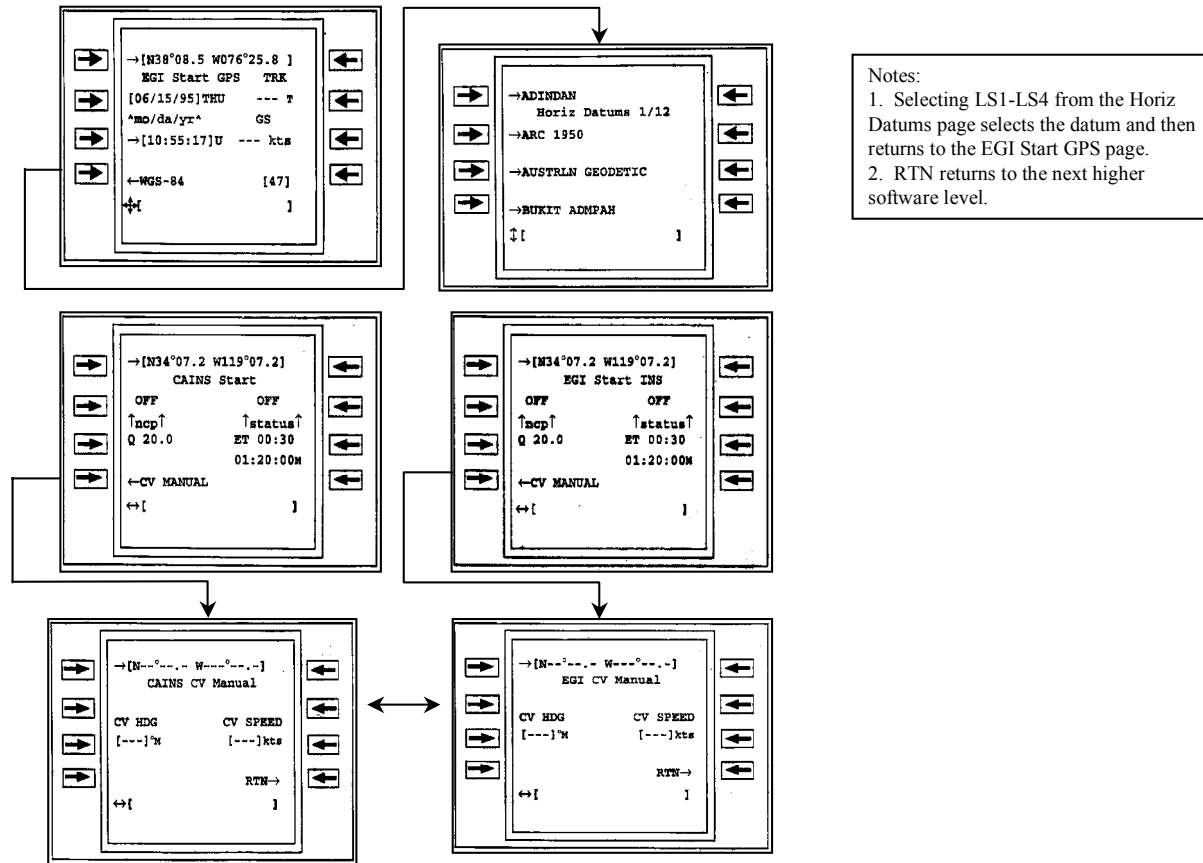 →[N38°08.5 W076°25.8 ]
EGI Start GPS TRK
[06/15/95]THU --- T
^mo/da/yr^ GS
→[10:55:17]U --- kts
←WGS-84 [47]
[ ]
→ADINDAN
Horiz Datums 1/12
→ARC 1950
→AUSTRLN GEODETIC
→BUKIT ADMPAH
↕[ ]
Notes:
1. Selecting LS1-LS4 from the Horiz
Datums page selects the datum and then
returns to the EGI Start GPS page.
2. RTN returns to the next higher
software level.
→[N34°07.2 W119°07.2]
CAINS Start
OFF OFF
↑ncp↑ ↑status↑
Q 20.0 ET 00:30
01:20:00M
←CV MANUAL
↔[ ]
→[N34°07.2 W119°07.2]
EGI Start INS
OFF OFF
↑ncp↑ ↑status↑
Q 20.0 ET 00:30
01:20:00M
←CV MANUAL
↔[ ]
→[N--°--.- W---°--.-]
CAINS CV Manual
CV HDG CV SPEED
[---]°M [---]kts
RTN→
↔[ ]
→[N--°--.- W---°--.-]
EGI CV Manual
CV HDG CV SPEED
[---]°M [---]kts
RTN→
↔[ ]